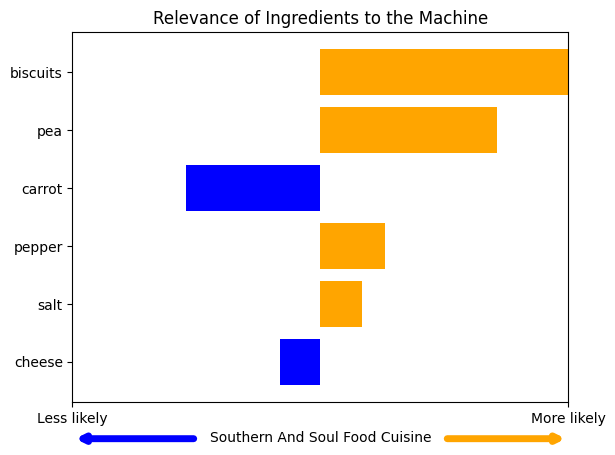 Relevance of Ingredients to the Machine
biscuits
pea
carrot
pepper
salt
cheese
Less likely
More likely
Southern And Soul Food Cuisine